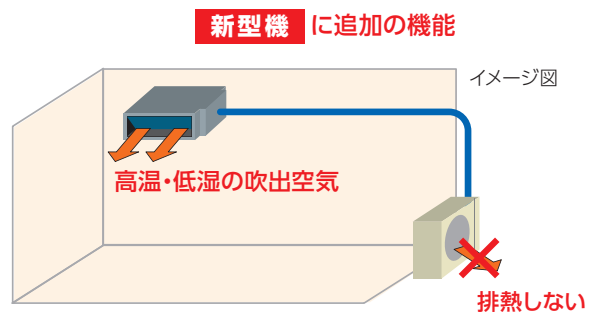 新型機 に追加の機能
イメージ図
高温・低湿の吹出空気
排熱しない